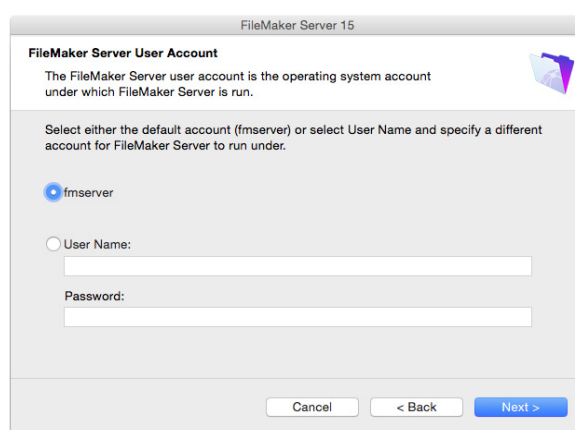 FileMaker Server 15
FileMaker Server User Account
The FileMaker Server user account is the operating system account
under which FileMaker Server is run.
Select either the default account (fmserver) or select User Name and specify a different
account for FileMaker Server to run under.
fmserver
User Name:
Password:
Cancel
< Back
Next >